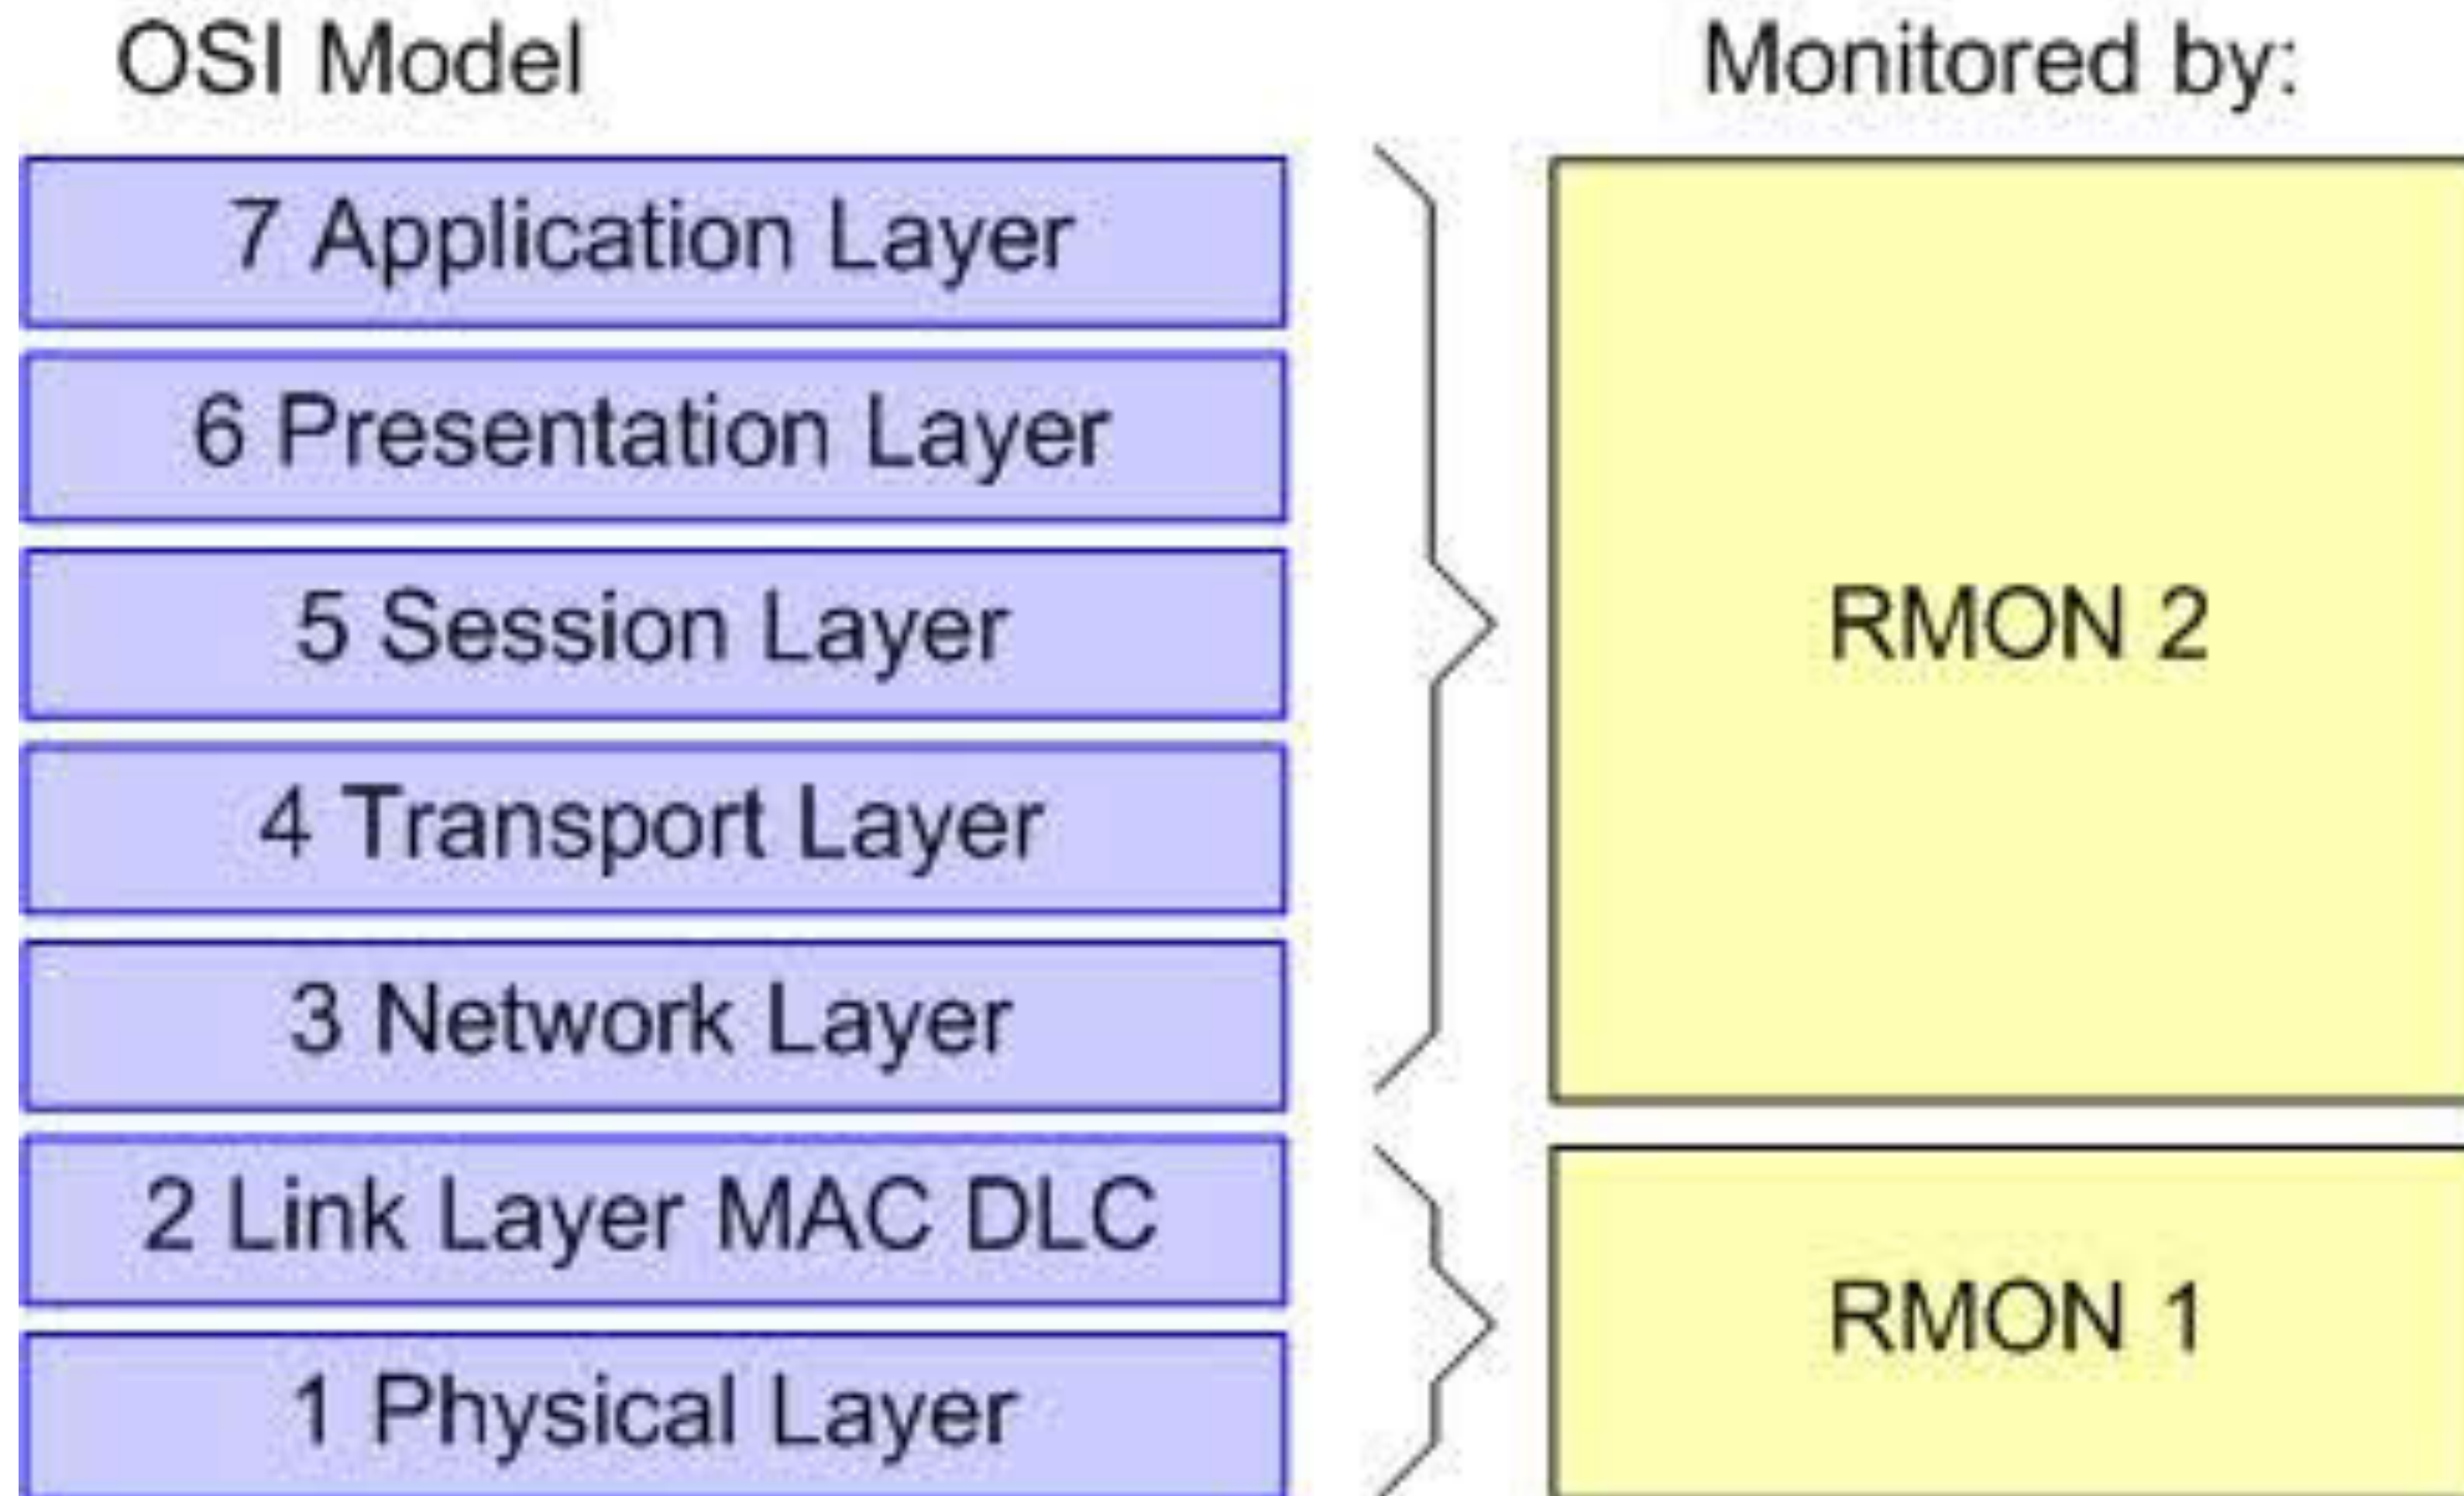 OSI Model
Monitored by:
7 Application Layer
6 Presentation Layer
5 Session Layer
4 Transport Layer
3 Network Layer
2 Link Layer MAC DLC
1 Physical Layer
RMON 2
RMON 1